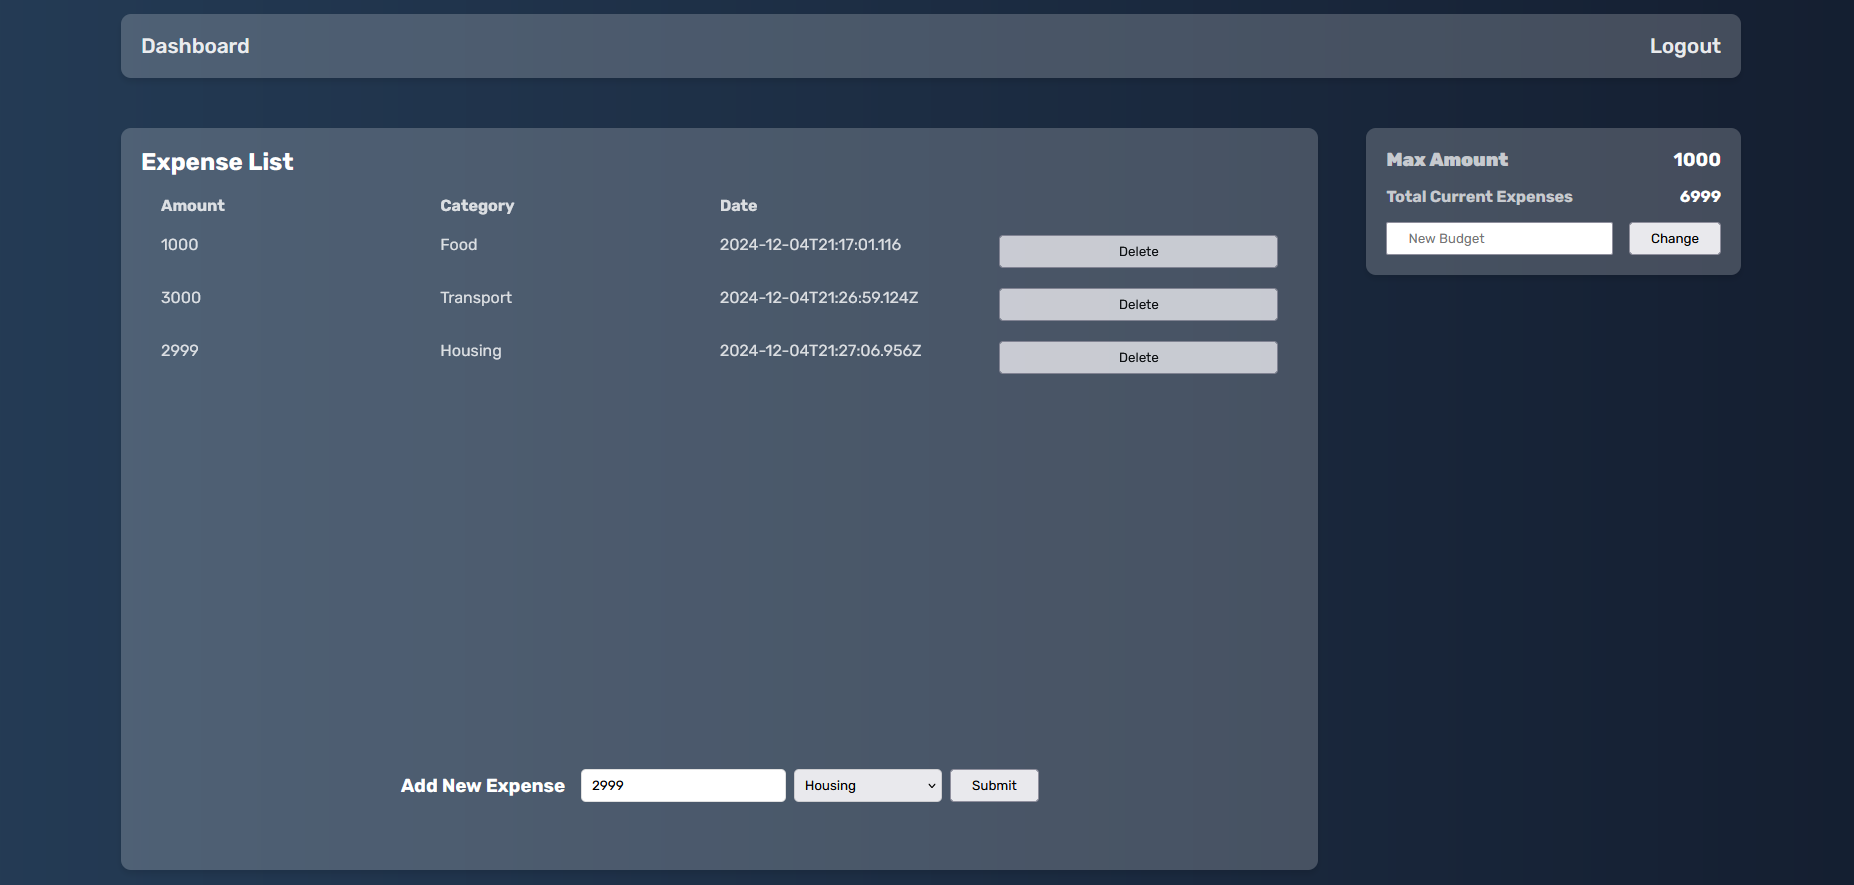 Dashboard Logout
Expense List
Amount Category Date
1000 Food 2024-12-04T21:17:01.116 Delete
3000 Transport 2024-12-04T21:26:59.124Z Delete
2999 Housing 2024-12-04T21:27:06.956Z Delete
Add New Expense 2999 Housing Submit
Max Amount 1000
Total Current Expenses 6999
New Budget Change